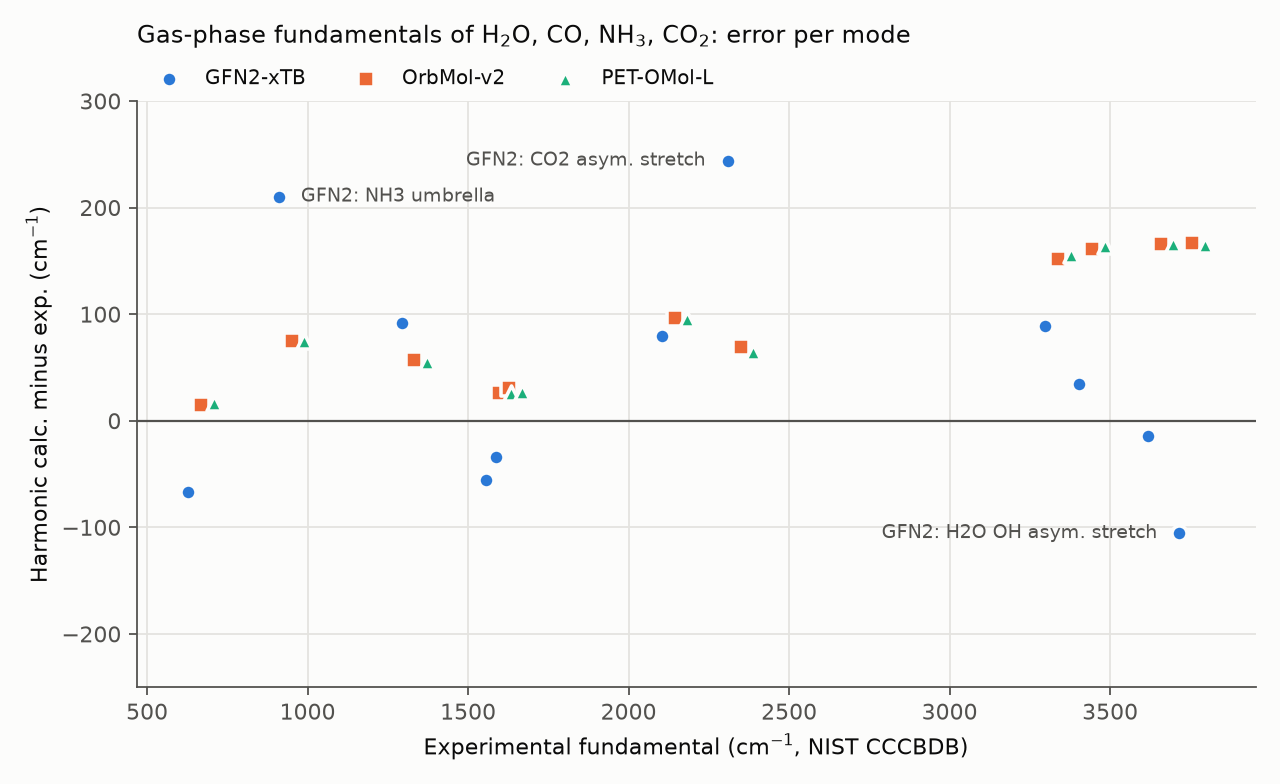 Gas-phase fundamentals of H₂O, CO, NH₃, CO₂: error per mode
GFN2-xTB OrbMol-v2 PET-OMol-L
Harmonic calc. minus exp. (cm⁻¹)
300
200
100
0
−100
−200
GFN2: CO2 asym. stretch
GFN2: NH3 umbrella
GFN2: H2O OH asym. stretch
500 1000 1500 2000 2500 3000 3500
Experimental fundamental (cm⁻¹, NIST CCCBDB)